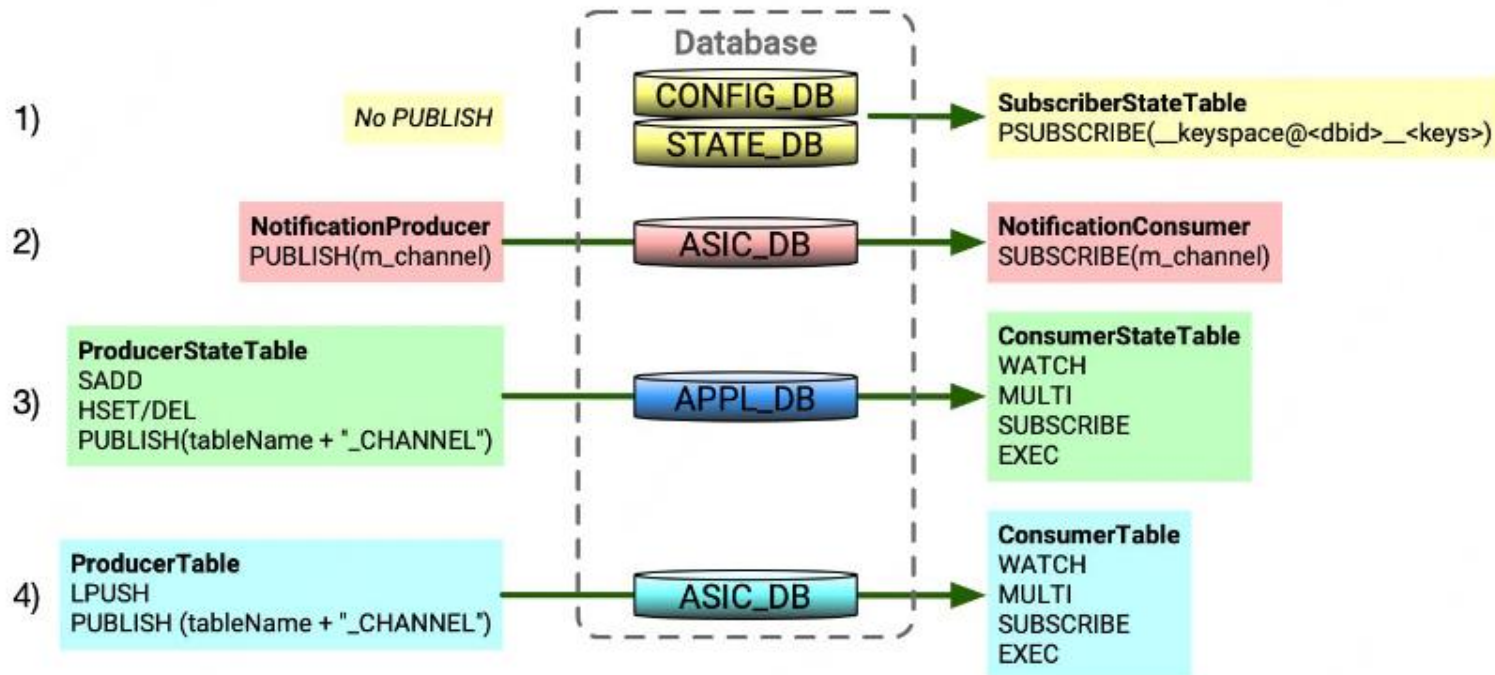 Database
1)
No PUBLISH
CONFIG_DB
STATE_DB
SubscriberStateTable
PSUBSCRIBE(__keyspace@<dbid>__<keys>)
2)
NotificationProducer
PUBLISH(m_channel)
ASIC_DB
NotificationConsumer
SUBSCRIBE(m_channel)
3)
ProducerStateTable
SADD
HSET/DEL
PUBLISH(tableName + "_CHANNEL")
APPL_DB
ConsumerStateTable
WATCH
MULTI
SUBSCRIBE
EXEC
4)
ProducerTable
LPUSH
PUBLISH (tableName + "_CHANNEL")
ASIC_DB
ConsumerTable
WATCH
MULTI
SUBSCRIBE
EXEC